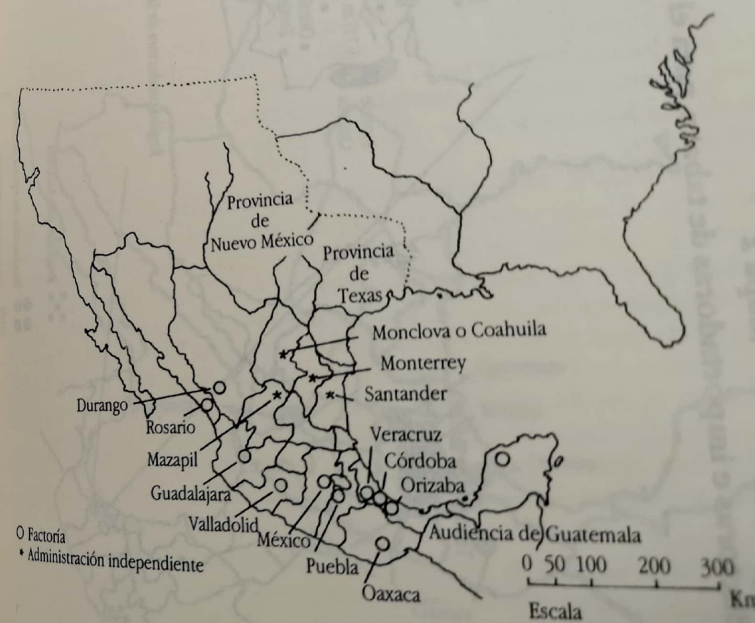 Provincia
de
Nuevo México
Provincia
de
Texas
Monclova o Coahuila
Monterrey
Santander
Durango
Rosario
Mazapil
Guadalajara
Valladolid
México
Puebla
Oaxaca
Veracruz
Córdoba
Orizaba
Audiencia de Guatemala
O Factoría
* Administración independiente
0 50 100 200 300
Km
Escala